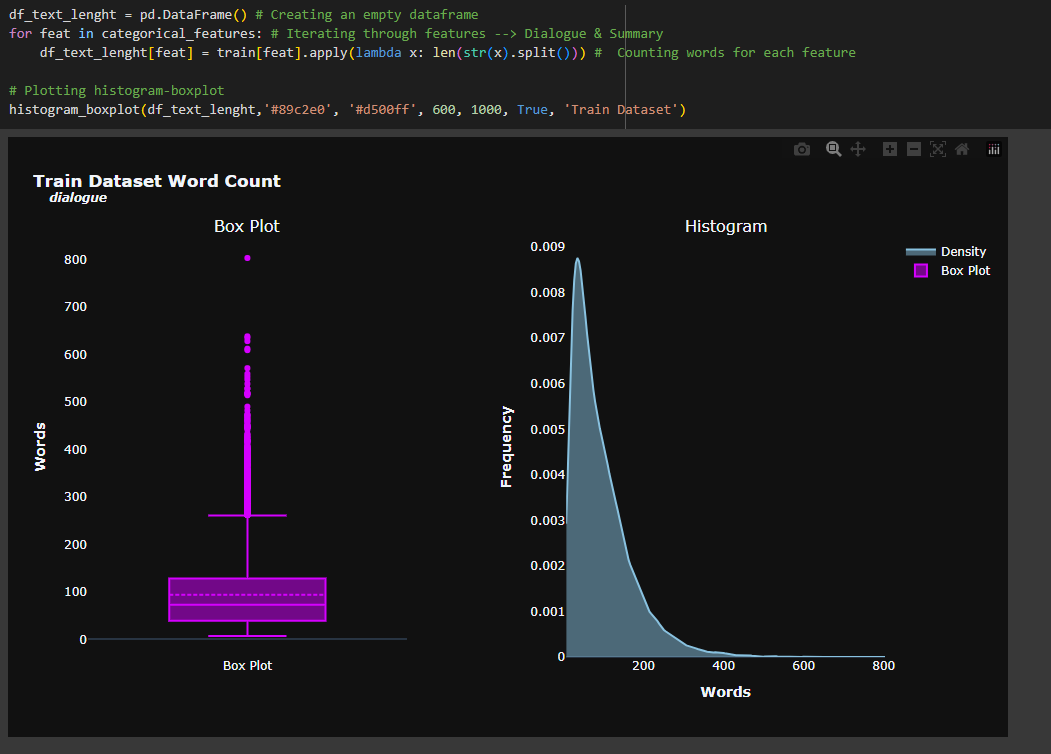 df_text_lenght = pd.DataFrame() # Creating an empty dataframe
for feat in categorical_features: # Iterating through features --> Dialogue & Summary
    df_text_lenght[feat] = train[feat].apply(lambda x: len(str(x).split())) #  Counting words for each feature

# Plotting histogram-boxplot
histogram_boxplot(df_text_lenght,'#89c2e0', '#d500ff', 600, 1000, True, 'Train Dataset')
Train Dataset Word Count
dialogue
Box Plot
800
700
600
500
400
300
200
100
0
Words
Box Plot
Histogram
0.009
0.008
0.007
0.006
0.005
0.004
0.003
0.002
0.001
0
Frequency
200 400 600 800
Words
Density
Box Plot